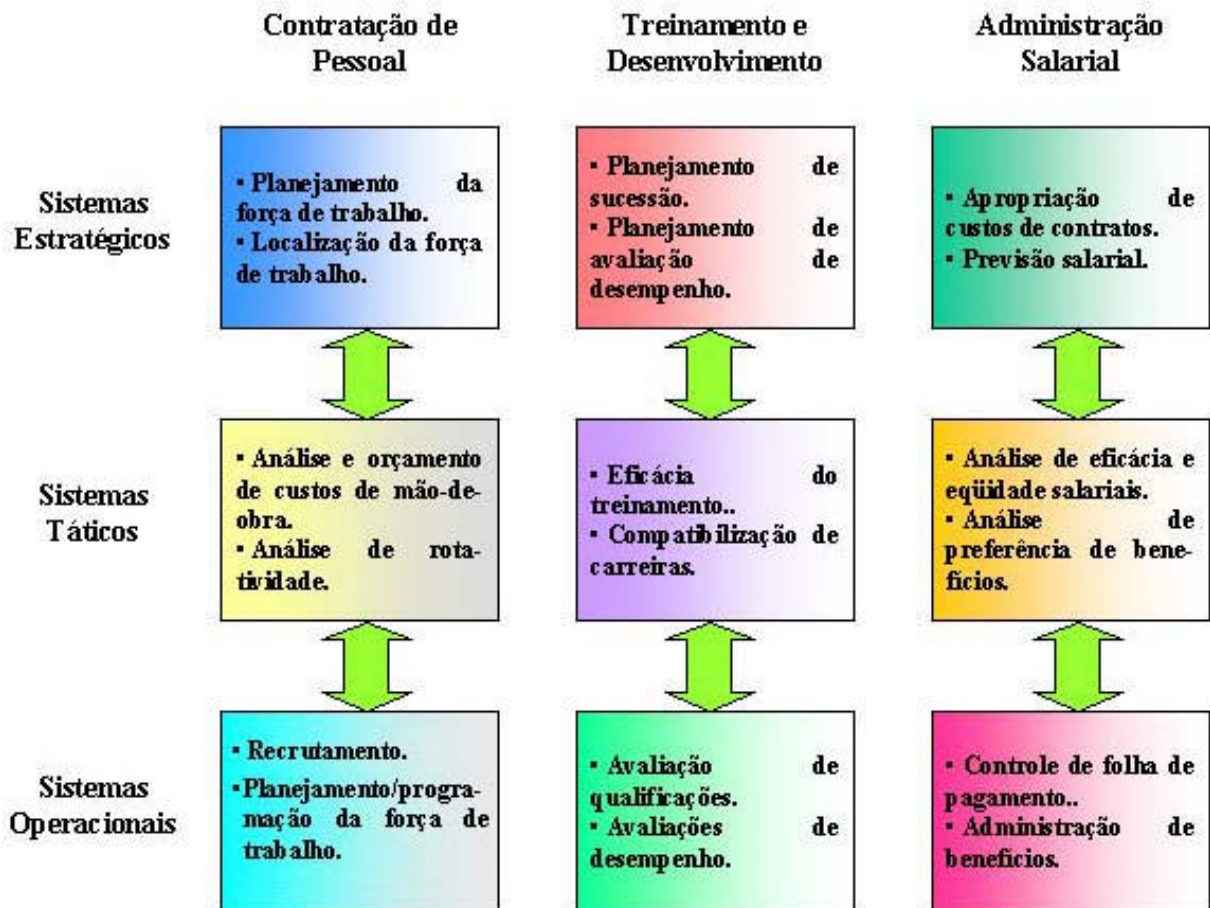 Contratação de
Pessoal
Treinamento e
Desenvolvimento
Administração
Salarial
Sistemas
Estratégicos
▪ Planejamento da
força de trabalho.
▪ Localização da força
de trabalho.
▪ Planejamento de
sucessão.
▪ Planejamento de
avaliação de
desempenho.
▪ Apropriação de
custos de contratos.
▪ Previsão salarial.
Sistemas
Táticos
▪ Análise e orçamento
de custos de mão-de-
obra.
▪ Análise de rota-
tividade.
▪ Eficácia do
treinamento..
▪ Compatibilização de
carreiras.
▪ Análise de eficácia e
eqüidade salariais.
▪ Análise de
preferência de bene-
fícios.
Sistemas
Operacionais
▪ Recrutamento.
▪Planejamento/progra-
mação da força de
trabalho.
▪ Avaliação de
qualificações.
▪ Avaliações de
desempenho.
▪ Controle de folha de
pagamento..
▪ Administração de
benefícios.